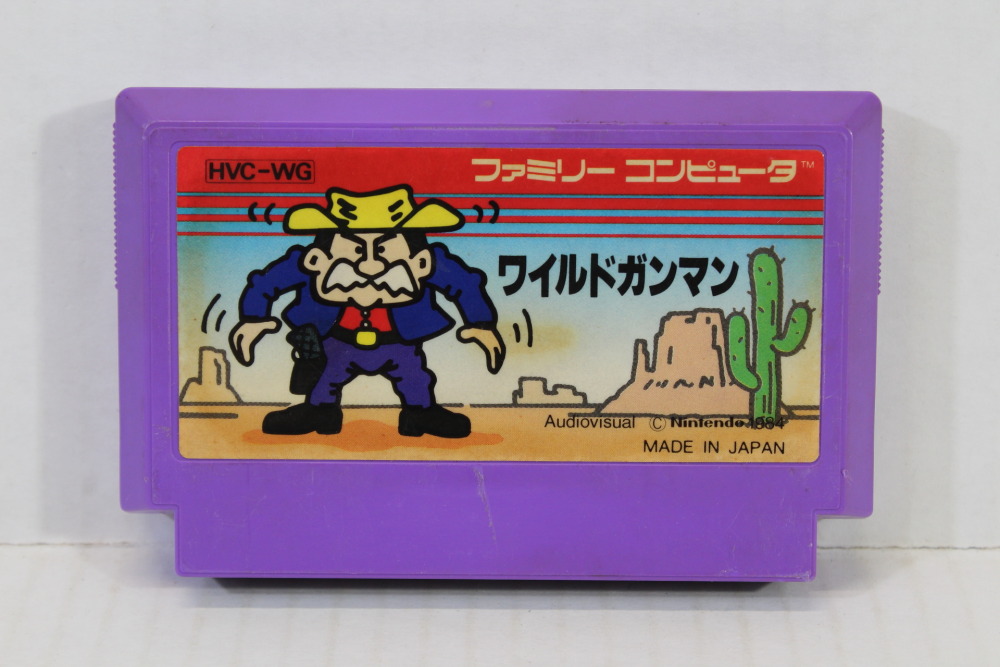 HVC-WG
ファミリー コンピュータ™
ワイルドガンマン
Audiovisual © Nintendo 1984
MADE IN JAPAN